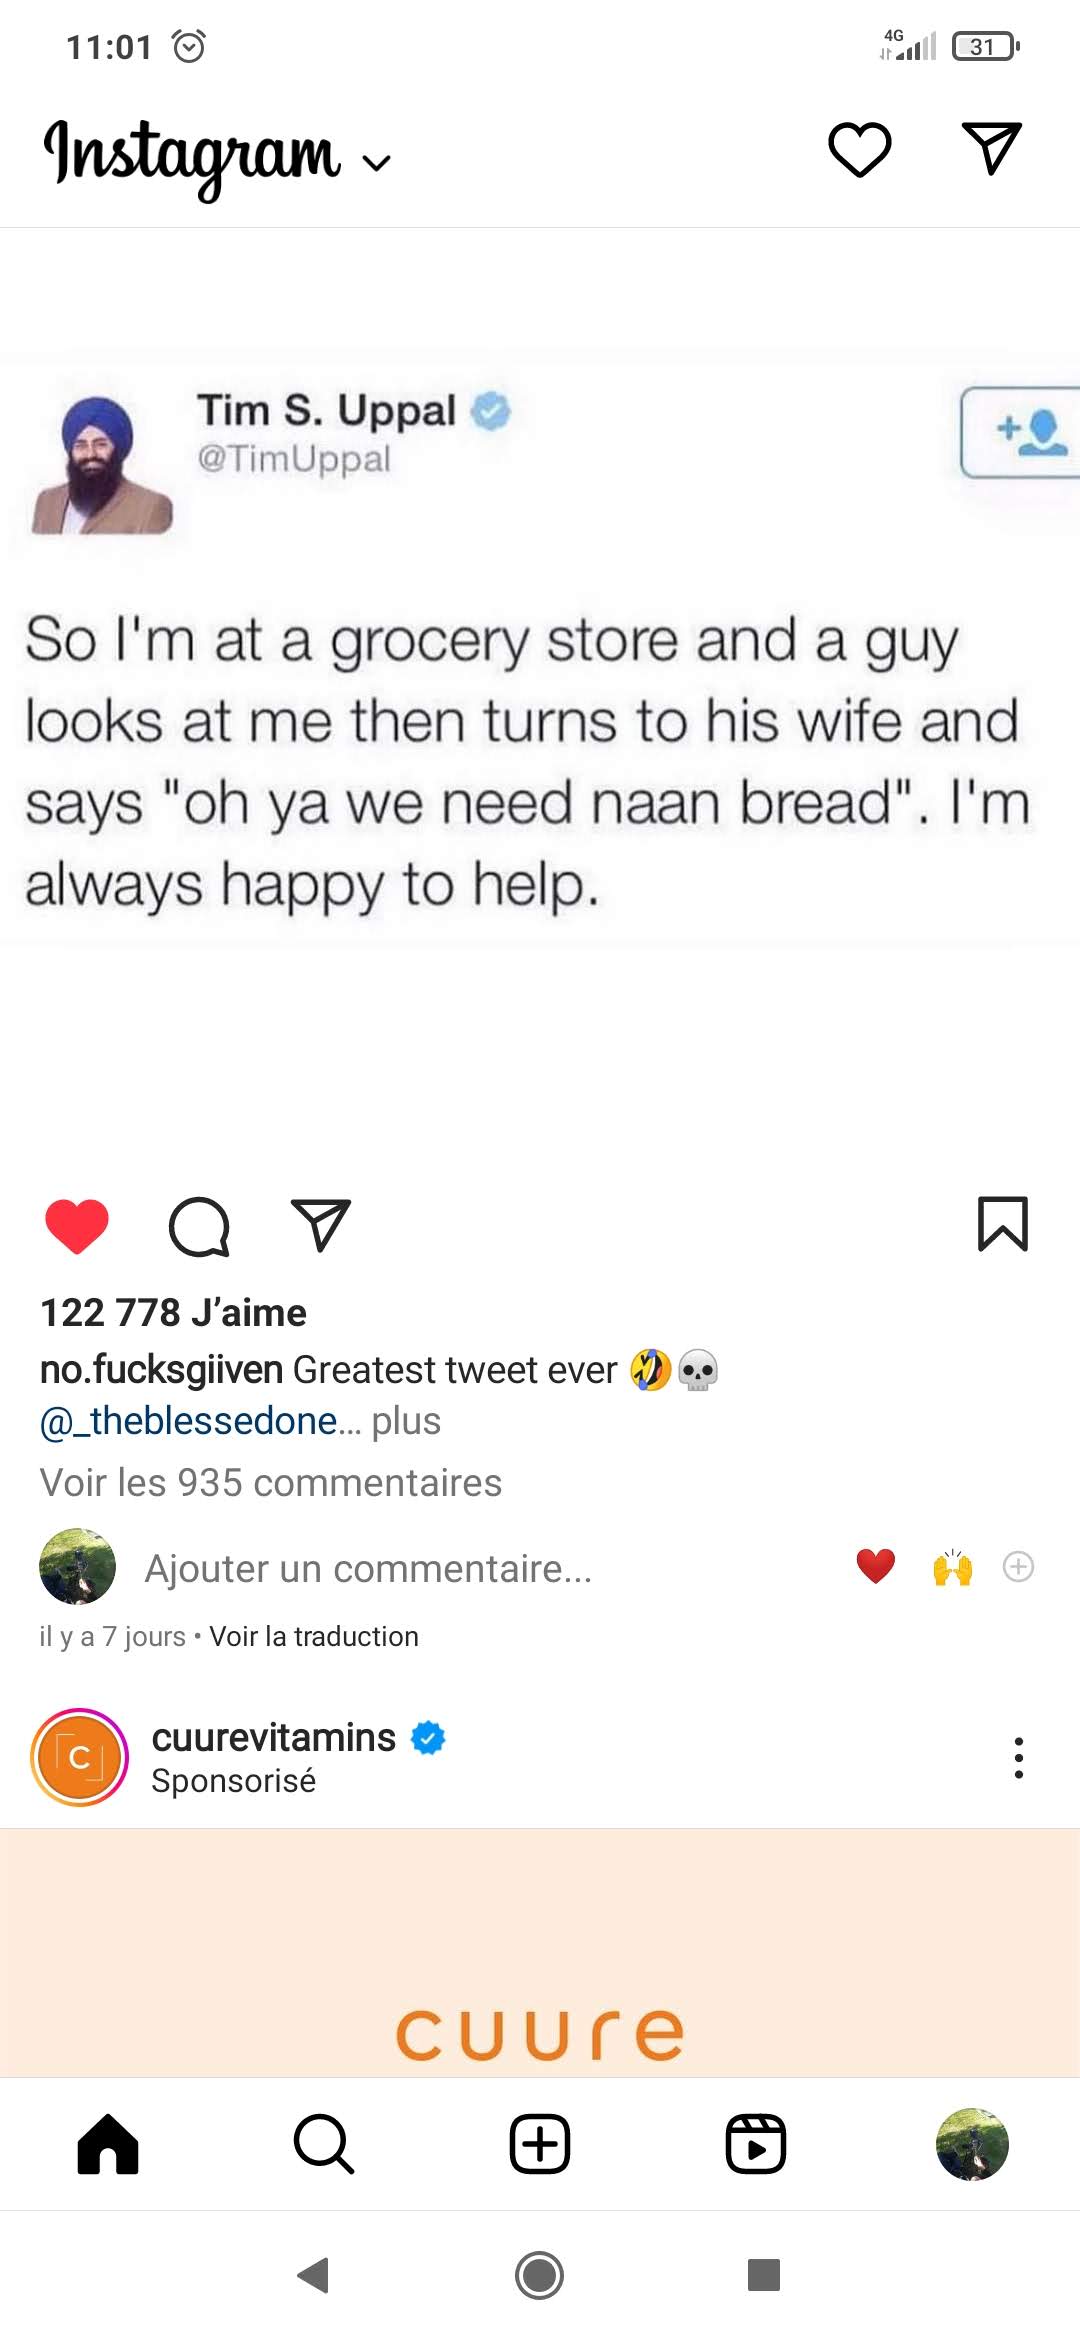 11:01
4G
31
Instagram
Tim S. Uppal
@TimUppal
So I'm at a grocery store and a guy
looks at me then turns to his wife and
says "oh ya we need naan bread". I'm
always happy to help.
122 778 J’aime
no.fucksgiiven Greatest tweet ever 🤣💀
@_theblessedone... plus
Voir les 935 commentaires
Ajouter un commentaire...
il y a 7 jours • Voir la traduction
C
cuurevitamins
Sponsorisé
cuure